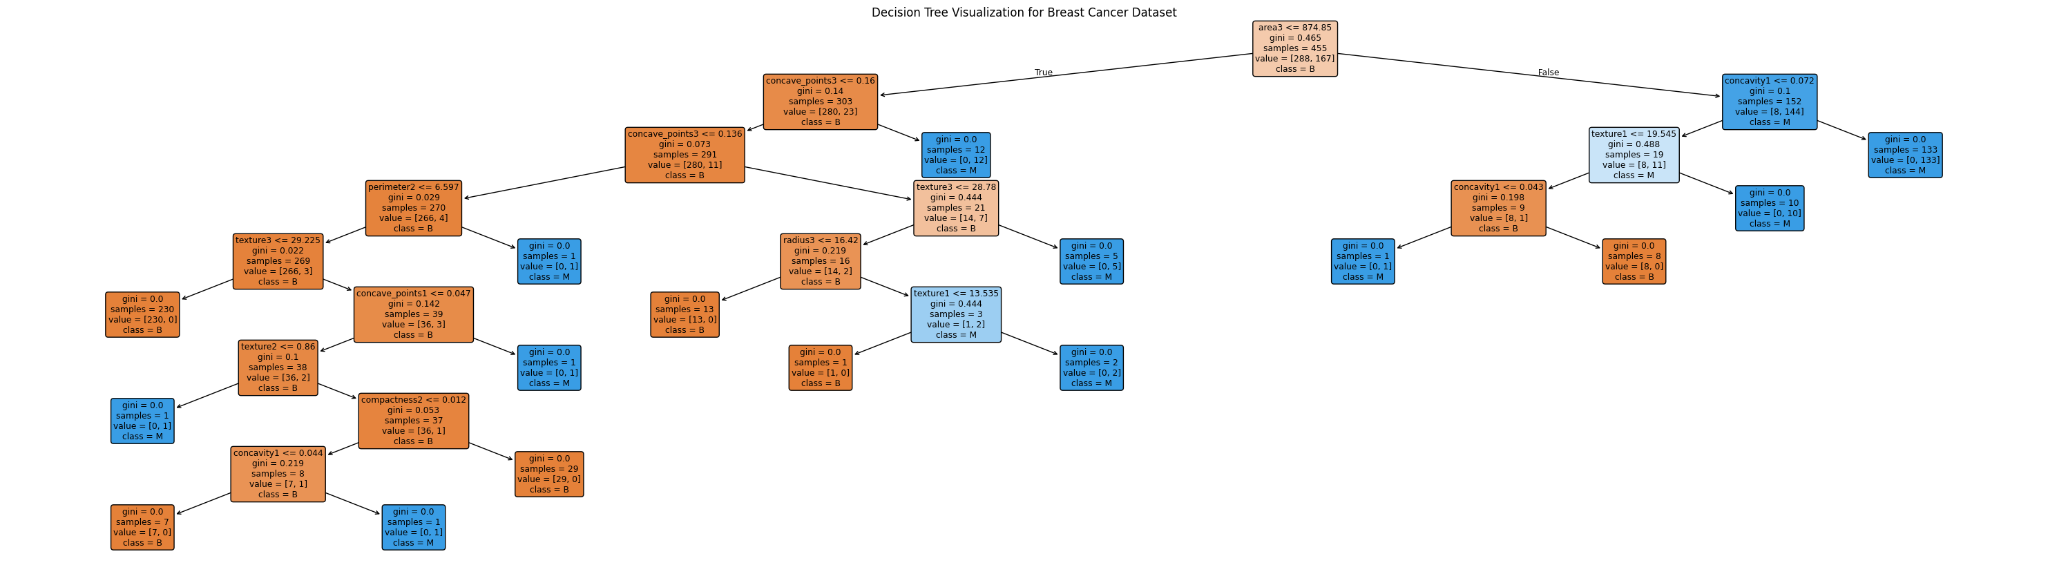 Decision Tree Visualization for Breast Cancer Dataset
area3 <= 874.85
gini = 0.465
samples = 455
value = [288, 167]
class = B
True
False
concave_points3 <= 0.16
gini = 0.14
samples = 303
value = [280, 23]
class = B
concavity1 <= 0.072
gini = 0.1
samples = 152
value = [8, 144]
class = M
concave_points3 <= 0.136
gini = 0.073
samples = 291
value = [280, 11]
class = B
gini = 0.0
samples = 12
value = [0, 12]
class = M
texture1 <= 19.545
gini = 0.488
samples = 19
value = [8, 11]
class = M
gini = 0.0
samples = 133
value = [0, 133]
class = M
perimeter2 <= 6.597
gini = 0.029
samples = 270
value = [266, 4]
class = B
texture3 <= 28.78
gini = 0.444
samples = 21
value = [14, 7]
class = B
concavity1 <= 0.043
gini = 0.198
samples = 9
value = [8, 1]
class = B
gini = 0.0
samples = 10
value = [0, 10]
class = M
texture3 <= 29.225
gini = 0.022
samples = 269
value = [266, 3]
class = B
gini = 0.0
samples = 1
value = [0, 1]
class = M
radius3 <= 16.42
gini = 0.219
samples = 16
value = [14, 2]
class = B
gini = 0.0
samples = 5
value = [0, 5]
class = M
gini = 0.0
samples = 1
value = [0, 1]
class = M
gini = 0.0
samples = 8
value = [8, 0]
class = B
gini = 0.0
samples = 230
value = [230, 0]
class = B
concave_points1 <= 0.047
gini = 0.142
samples = 39
value = [36, 3]
class = B
gini = 0.0
samples = 13
value = [13, 0]
class = B
texture1 <= 13.535
gini = 0.444
samples = 3
value = [1, 2]
class = M
texture2 <= 0.86
gini = 0.1
samples = 38
value = [36, 2]
class = B
gini = 0.0
samples = 1
value = [0, 1]
class = M
gini = 0.0
samples = 1
value = [1, 0]
class = B
gini = 0.0
samples = 2
value = [0, 2]
class = M
gini = 0.0
samples = 1
value = [0, 1]
class = M
compactness2 <= 0.012
gini = 0.053
samples = 37
value = [36, 1]
class = B
concavity1 <= 0.044
gini = 0.219
samples = 8
value = [7, 1]
class = B
gini = 0.0
samples = 29
value = [29, 0]
class = B
gini = 0.0
samples = 7
value = [7, 0]
class = B
gini = 0.0
samples = 1
value = [0, 1]
class = M